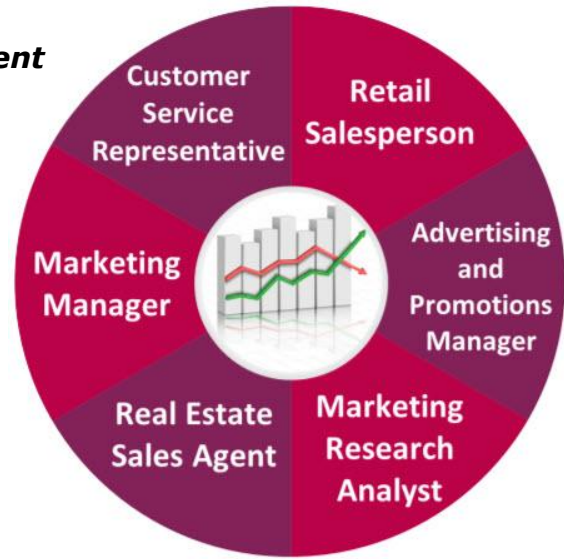 ent
Customer
Service
Representative
Retail
Salesperson
Advertising
and
Promotions
Manager
Marketing
Research
Analyst
Real Estate
Sales Agent
Marketing
Manager